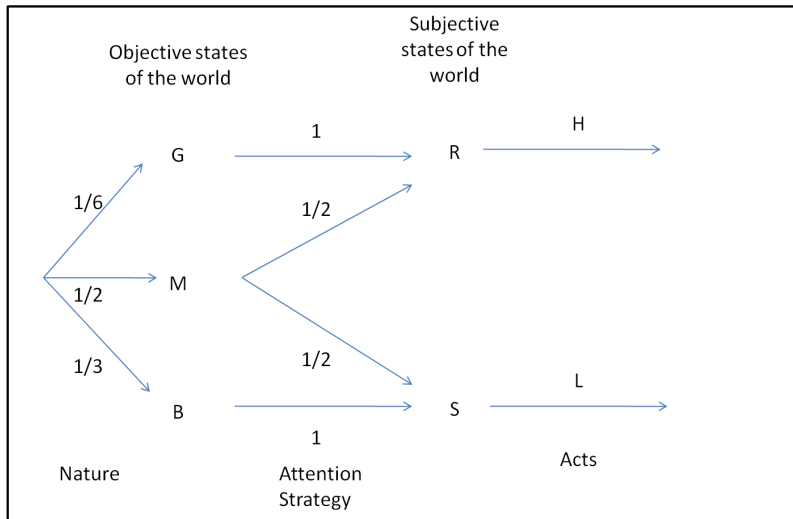 Objective states
of the world
Subjective
states of the
world
G
1
R
H
1/6
1/2
M
1/2
1/3
1/2
B
1
S
L
Nature
Attention
Strategy
Acts